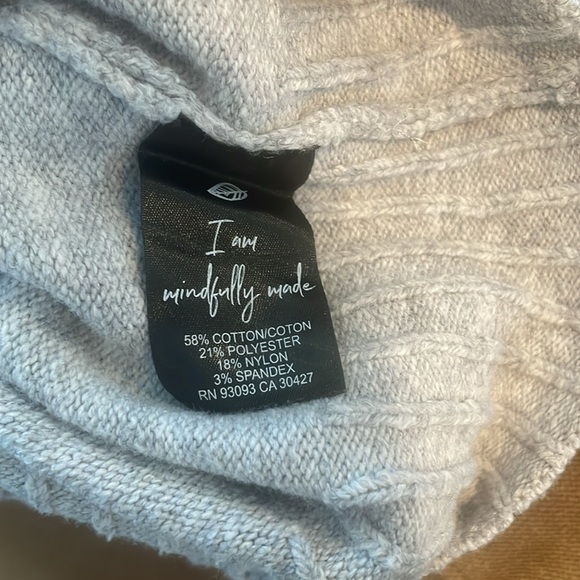 I am
mindfully made
58% COTTON/COTON
21% POLYESTER
18% NYLON
3% SPANDEX
RN 93093 CA 30427